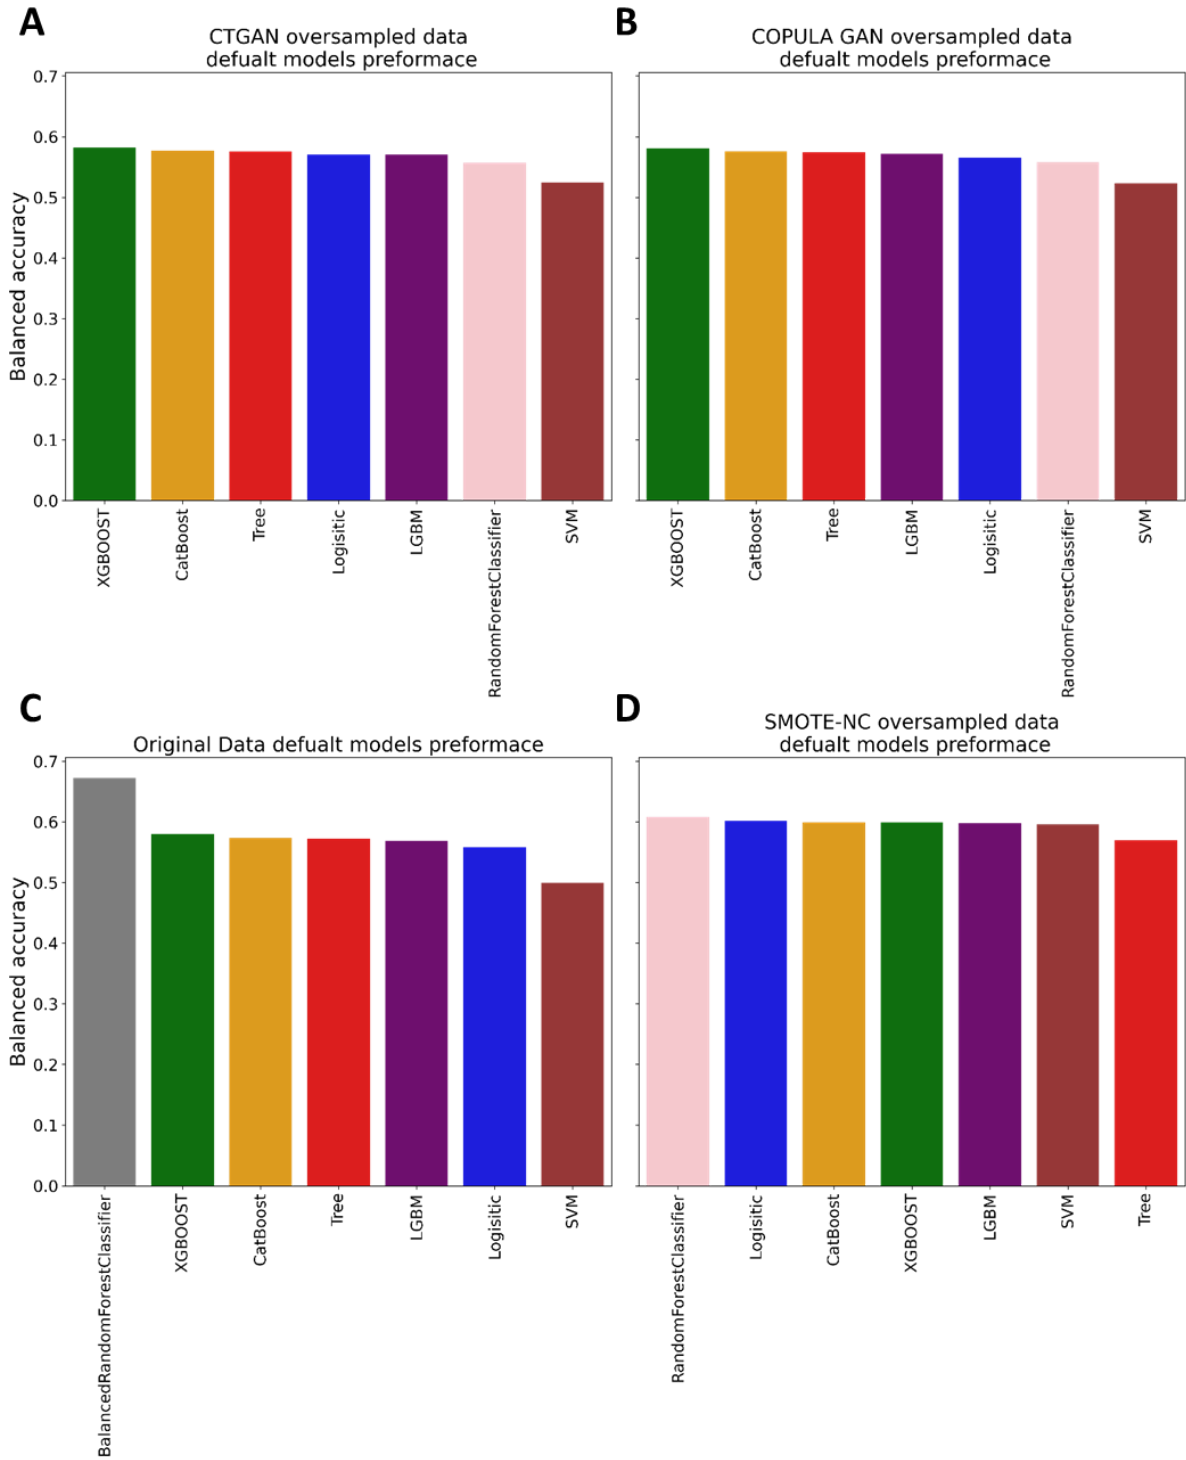 A
CTGAN oversampled data
defualt models preformace
Balanced accuracy
0.7
0.6
0.5
0.4
0.3
0.2
0.1
0.0
XGBOOST
CatBoost
Tree
Logisitic
LGBM
RandomForestClassifier
SVM
B
COPULA GAN oversampled data
defualt models preformace
XGBOOST
CatBoost
Tree
LGBM
Logisitic
RandomForestClassifier
SVM
C
Original Data defualt models preformace
Balanced accuracy
0.7
0.6
0.5
0.4
0.3
0.2
0.1
0.0
BalancedRandomForestClassifier
XGBOOST
CatBoost
Tree
LGBM
Logisitic
SVM
D
SMOTE-NC oversampled data
defualt models preformace
RandomForestClassifier
Logisitic
CatBoost
XGBOOST
LGBM
SVM
Tree